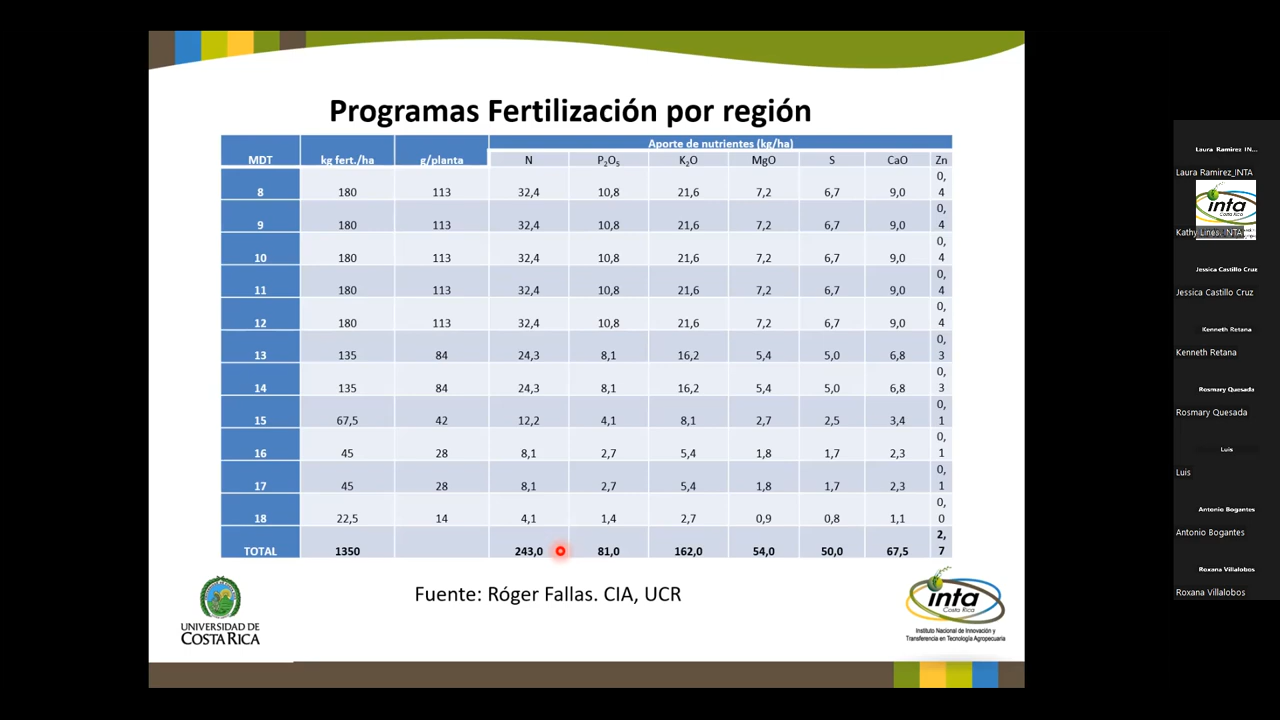 Programas Fertilización por región
Aporte de nutrientes (kg/ha)
MDT kg fert./ha g/planta N P₂O₅ K₂O MgO S CaO Zn
8 180 113 32,4 10,8 21,6 7,2 6,7 9,0 0,4
9 180 113 32,4 10,8 21,6 7,2 6,7 9,0 0,4
10 180 113 32,4 10,8 21,6 7,2 6,7 9,0 0,4
11 180 113 32,4 10,8 21,6 7,2 6,7 9,0 0,4
12 180 113 32,4 10,8 21,6 7,2 6,7 9,0 0,4
13 135 84 24,3 8,1 16,2 5,4 5,0 6,8 0,3
14 135 84 24,3 8,1 16,2 5,4 5,0 6,8 0,3
15 67,5 42 12,2 4,1 8,1 2,7 2,5 3,4 0,1
16 45 28 8,1 2,7 5,4 1,8 1,7 2,3 0,1
17 45 28 8,1 2,7 5,4 1,8 1,7 2,3 0,1
18 22,5 14 4,1 1,4 2,7 0,9 0,8 1,1 0,0
TOTAL 1350 243,0 81,0 162,0 54,0 50,0 67,5 2,7
Fuente: Róger Fallas. CIA, UCR
UNIVERSIDAD DE
COSTA RICA
inta
Costa Rica
Instituto Nacional de Innovación y
Transferencia en Tecnología Agropecuaria
Laura Ramirez IN...
Laura Ramirez_INTA
inta
Costa Rica
Kathy Lines, INTA
Jessica Castillo Cruz
Jessica Castillo Cruz
Kenneth Retana
Kenneth Retana
Rosmary Quesada
Rosmary Quesada
Luis
Luis
Antonio Bogantes
Antonio Bogantes
Roxana Villalobos
Roxana Villalobos